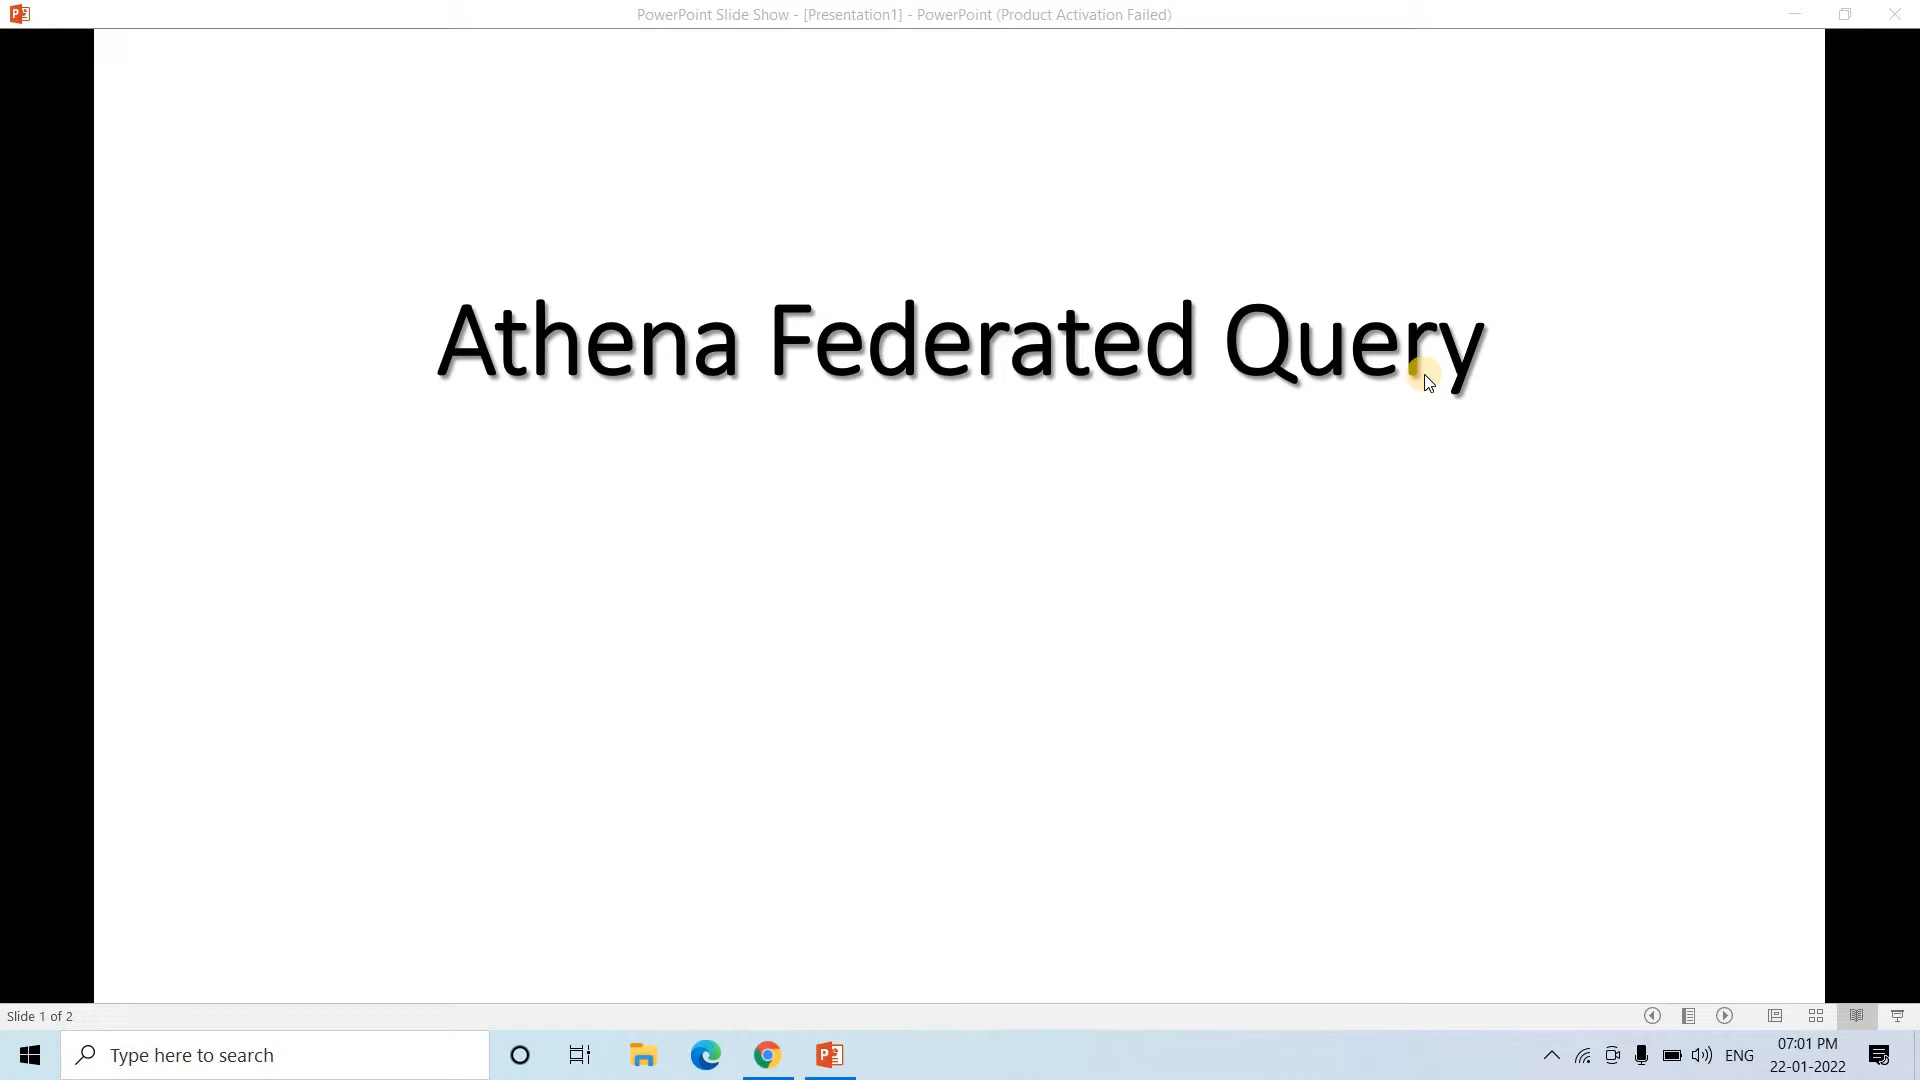 PowerPoint Slide Show - [Presentation1] - PowerPoint (Product Activation Failed)
Athena Federated Query
Slide 1 of 2
Type here to search
ENG
07:01 PM
22-01-2022